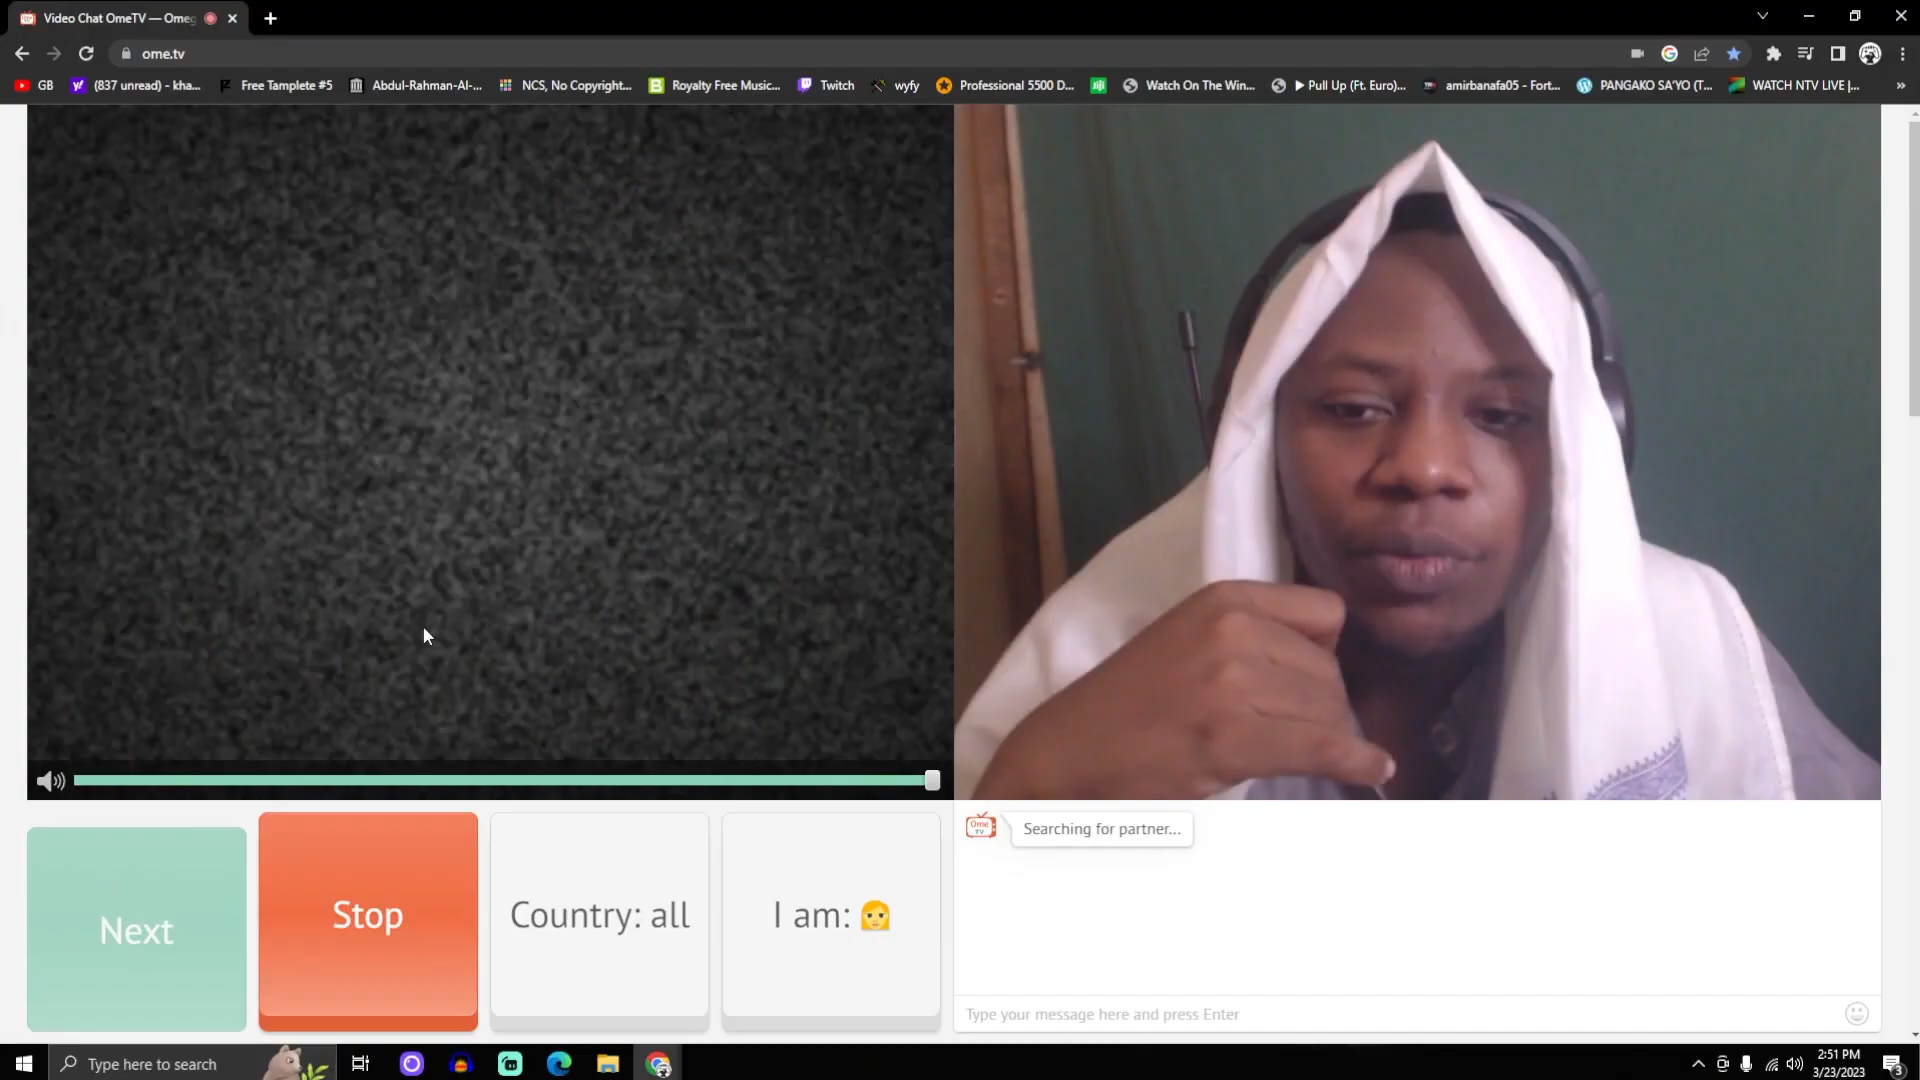 Video Chat OmeTV — Omeg
ome.tv
GB
(837 unread) - kha...
Free Tamplete #5
Abdul-Rahman-Al-...
NCS, No Copyright...
Royalty Free Music...
Twitch
wyfy
Professional 5500 D...
Watch On The Win...
Pull Up (Ft. Euro)...
amirbanafa05 - Fort...
PANGAKO SA'YO (T...
WATCH NTV LIVE |...
»
Next
Stop
Country: all
I am:
Ome
TV
Searching for partner...
Type your message here and press Enter
Type here to search
2:51 PM
3/23/2023
3